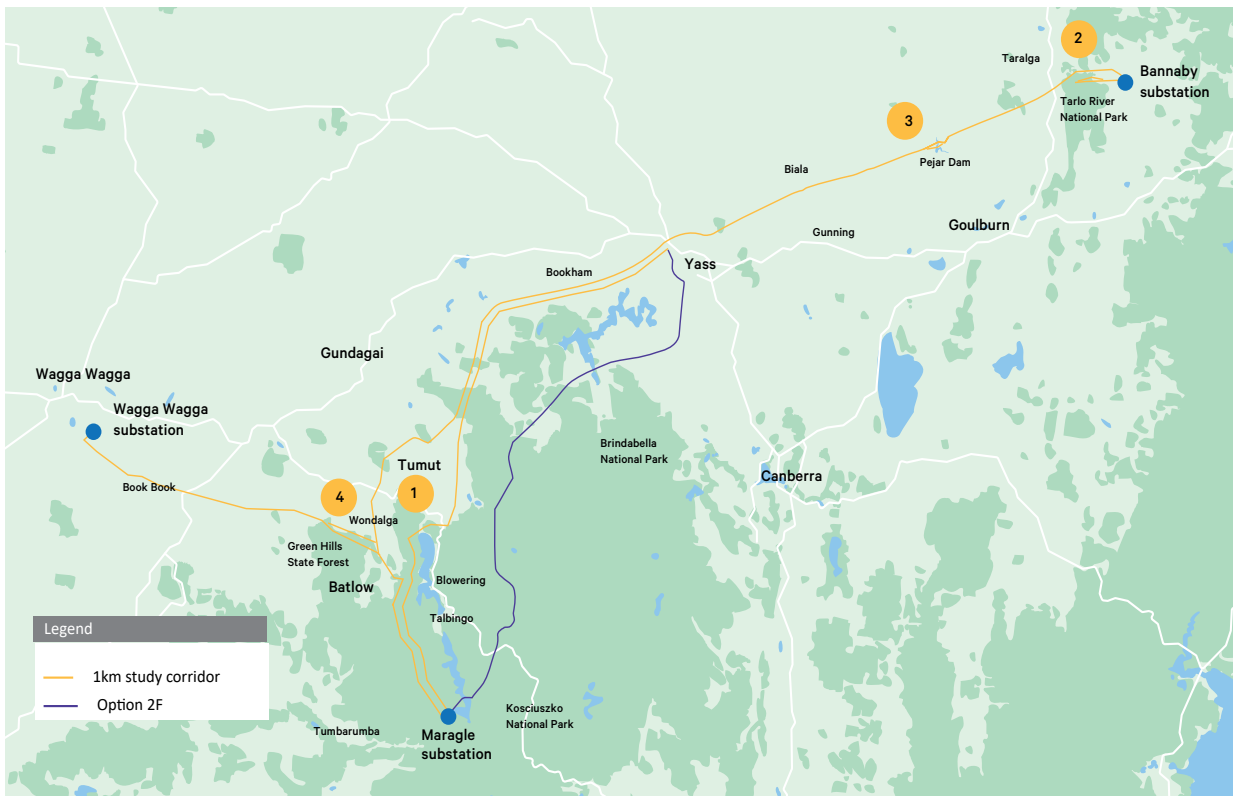 2
Taralga
Bannaby
substation
Tarlo River
National Park
3
Pejar Dam
Biala
Goulburn
Gunning
Yass
Bookham
Gundagai
Wagga Wagga
Wagga Wagga
substation
Brindabella
National Park
Canberra
Tumut
1
4
Book Book
Wondalga
Green Hills
State Forest
Batlow
Blowering
Talbingo
Kosciuszko
National Park
Tumbarumba
Maragle
substation
Legend
1km study corridor
Option 2F